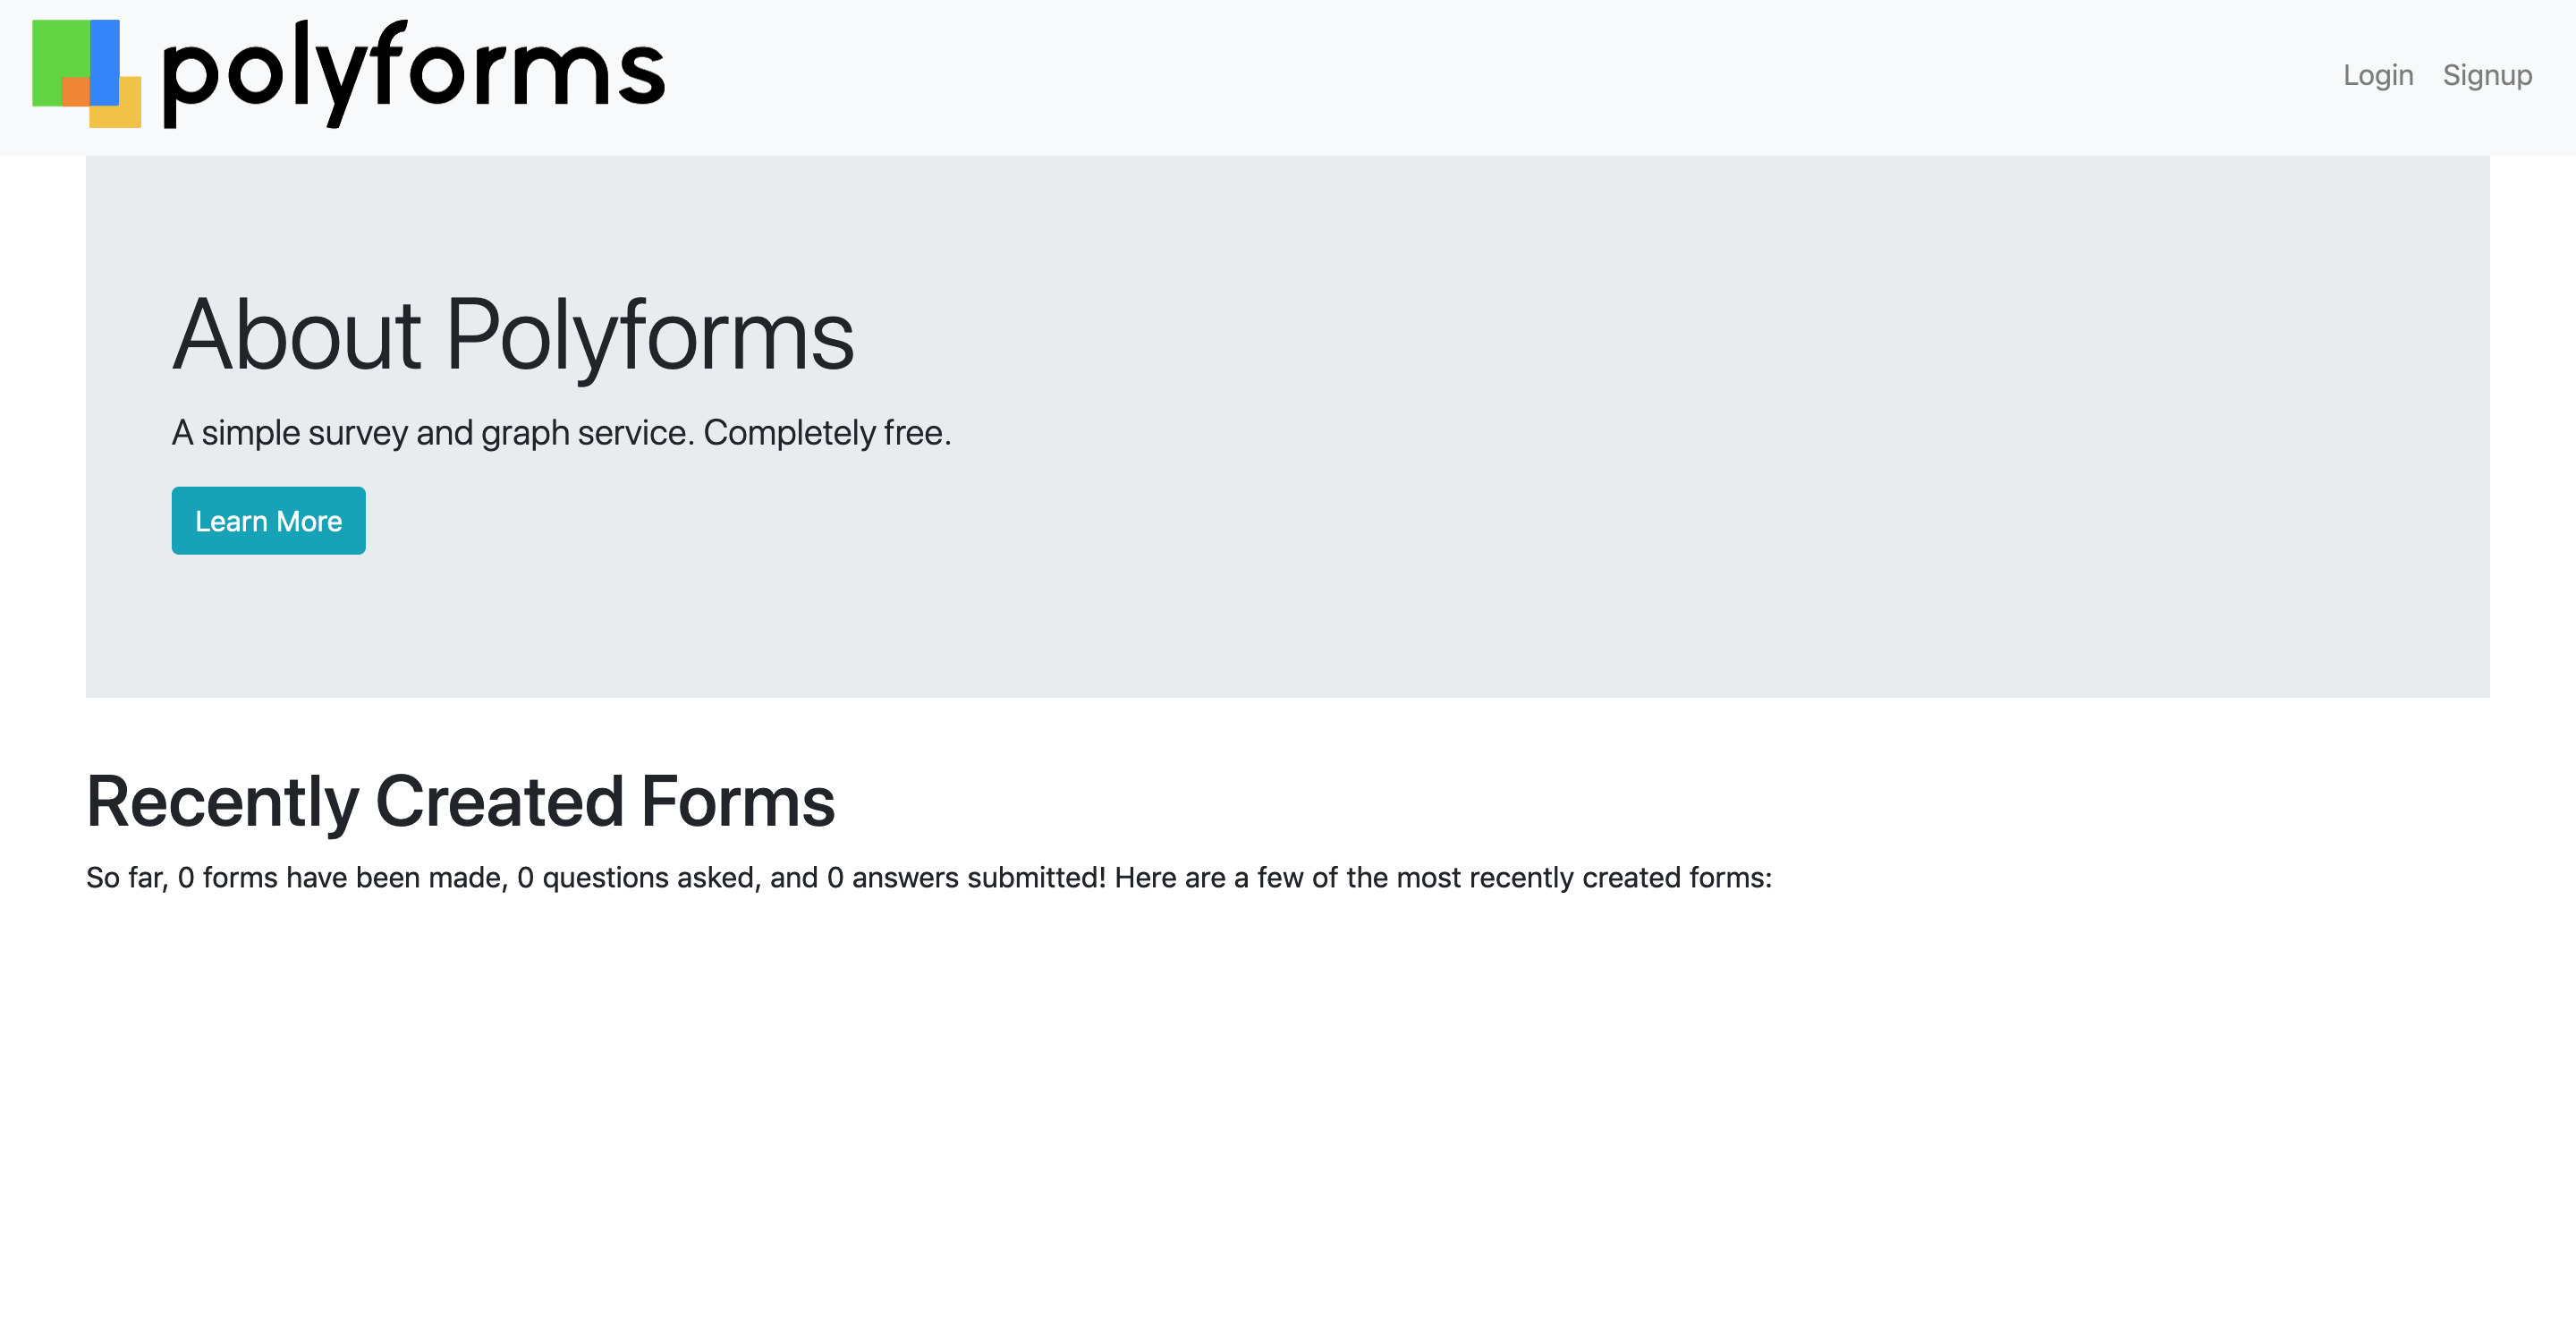 polyforms
Login Signup
About Polyforms
A simple survey and graph service. Completely free.
Learn More
Recently Created Forms
So far, 0 forms have been made, 0 questions asked, and 0 answers submitted! Here are a few of the most recently created forms: